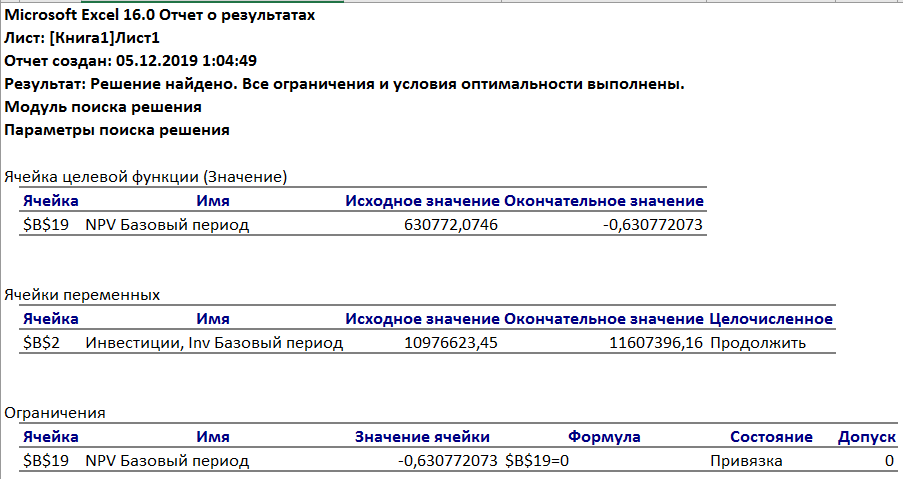 Microsoft Excel 16.0 Отчет о результатах
Лист: [Книга1]Лист1
Отчет создан: 05.12.2019 1:04:49
Результат: Решение найдено. Все ограничения и условия оптимальности выполнены.
Модуль поиска решения
Параметры поиска решения
Ячейка целевой функции (Значение)
Ячейка Имя Исходное значение Окончательное значение
$B$19 NPV Базовый период 630772,0746 -0,630772073
Ячейки переменных
Ячейка Имя Исходное значение Окончательное значение Целочисленное
$B$2 Инвестиции, Inv Базовый период 10976623,45 11607396,16 Продолжить
Ограничения
Ячейка Имя Значение ячейки Формула Состояние Допуск
$B$19 NPV Базовый период -0,630772073 $B$19=0 Привязка 0